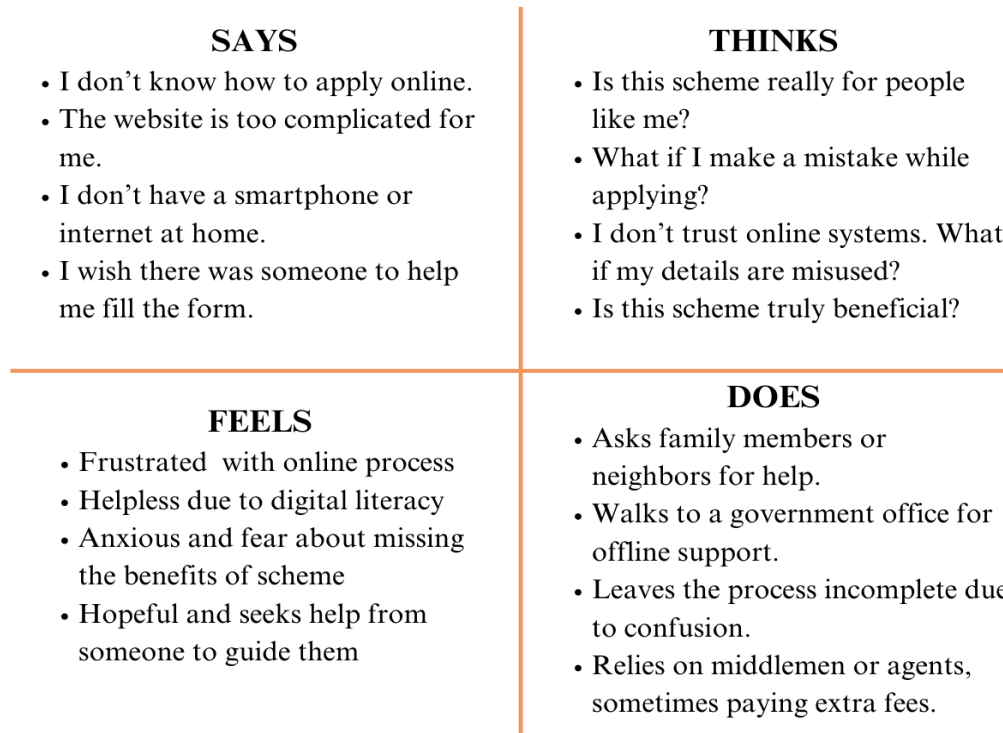 SAYS
• I don’t know how to apply online.
• The website is too complicated for
me.
• I don’t have a smartphone or
internet at home.
• I wish there was someone to help
me fill the form.
THINKS
• Is this scheme really for people
like me?
• What if I make a mistake while
applying?
• I don’t trust online systems. What
if my details are misused?
• Is this scheme truly beneficial?
FEELS
• Frustrated  with online process
• Helpless due to digital literacy
• Anxious and fear about missing
the benefits of scheme
• Hopeful and seeks help from
someone to guide them
DOES
• Asks family members or
neighbors for help.
• Walks to a government office for
offline support.
• Leaves the process incomplete due
to confusion.
• Relies on middlemen or agents,
sometimes paying extra fees.